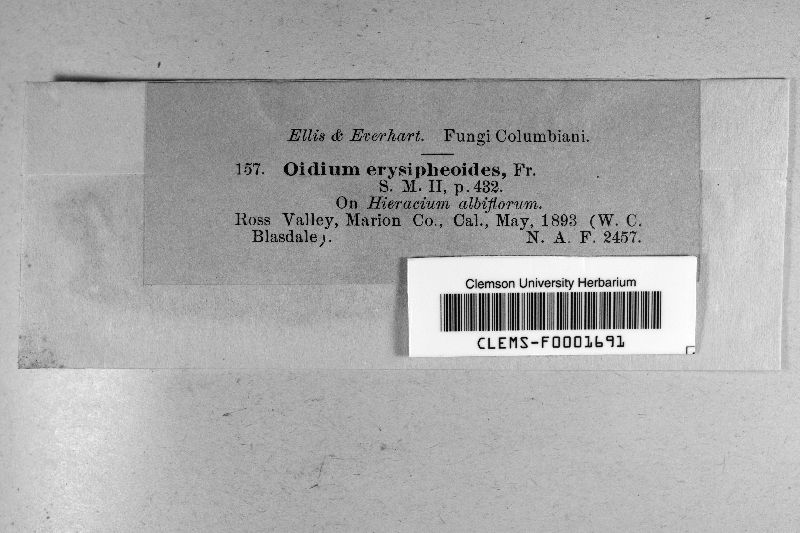 Ellis & Everhart. Fungi Columbiani.
157. Oidium erysipheoides, Fr.
S. M. II, p. 432.
On Hieracium albiflorum.
Ross Valley, Marion Co., Cal., May, 1893 (W. C.
Blasdale).
N. A. F. 2457.
Clemson University Herbarium
CLEMS-F0001691